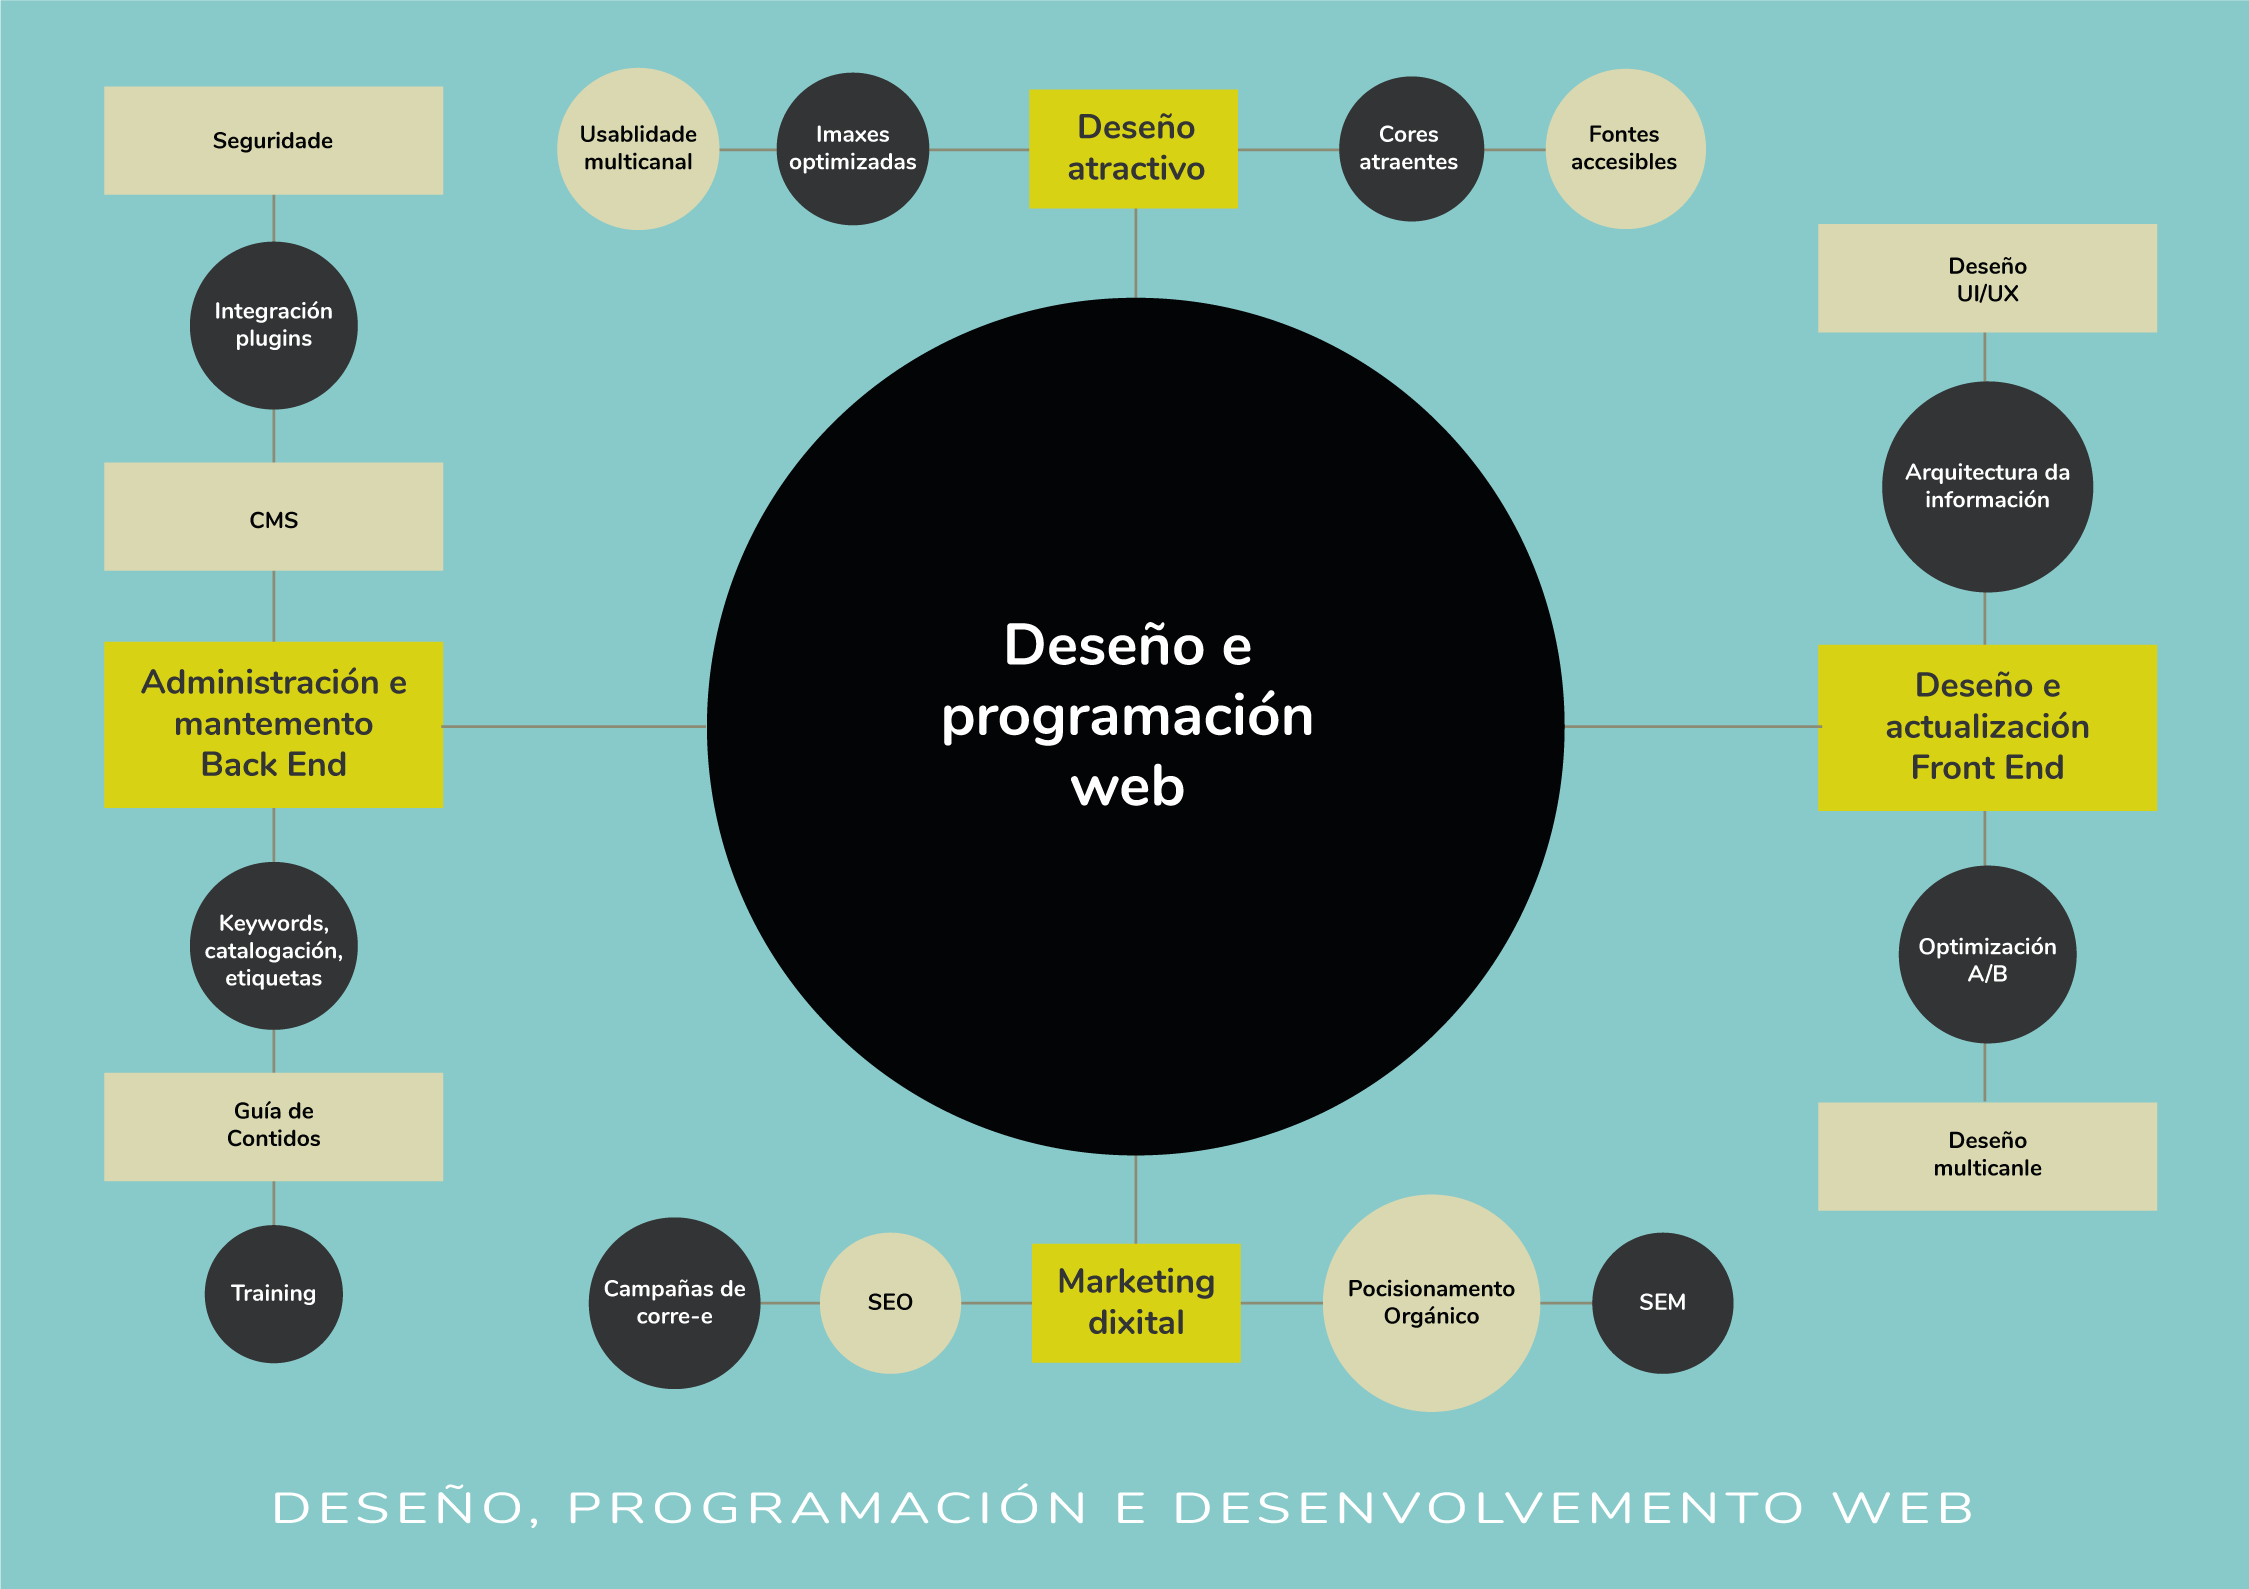 Seguridade
Integración
plugins
CMS
Administración e
mantemento
Back End
Keywords,
catalogación,
etiquetas
Guía de
Contidos
Training
Usablidade
multicanal
Imaxes
optimizadas
Deseño
atractivo
Cores
atraentes
Fontes
accesibles
Deseño e
programación
web
Campañas de
corre-e
SEO
Marketing
dixital
Pocisionamento
Orgánico
SEM
Deseño
UI/UX
Arquitectura da
información
Deseño e
actualización
Front End
Optimización
A/B
Deseño
multicanle
DESEÑO, PROGRAMACIÓN E DESENVOLVEMENTO WEB